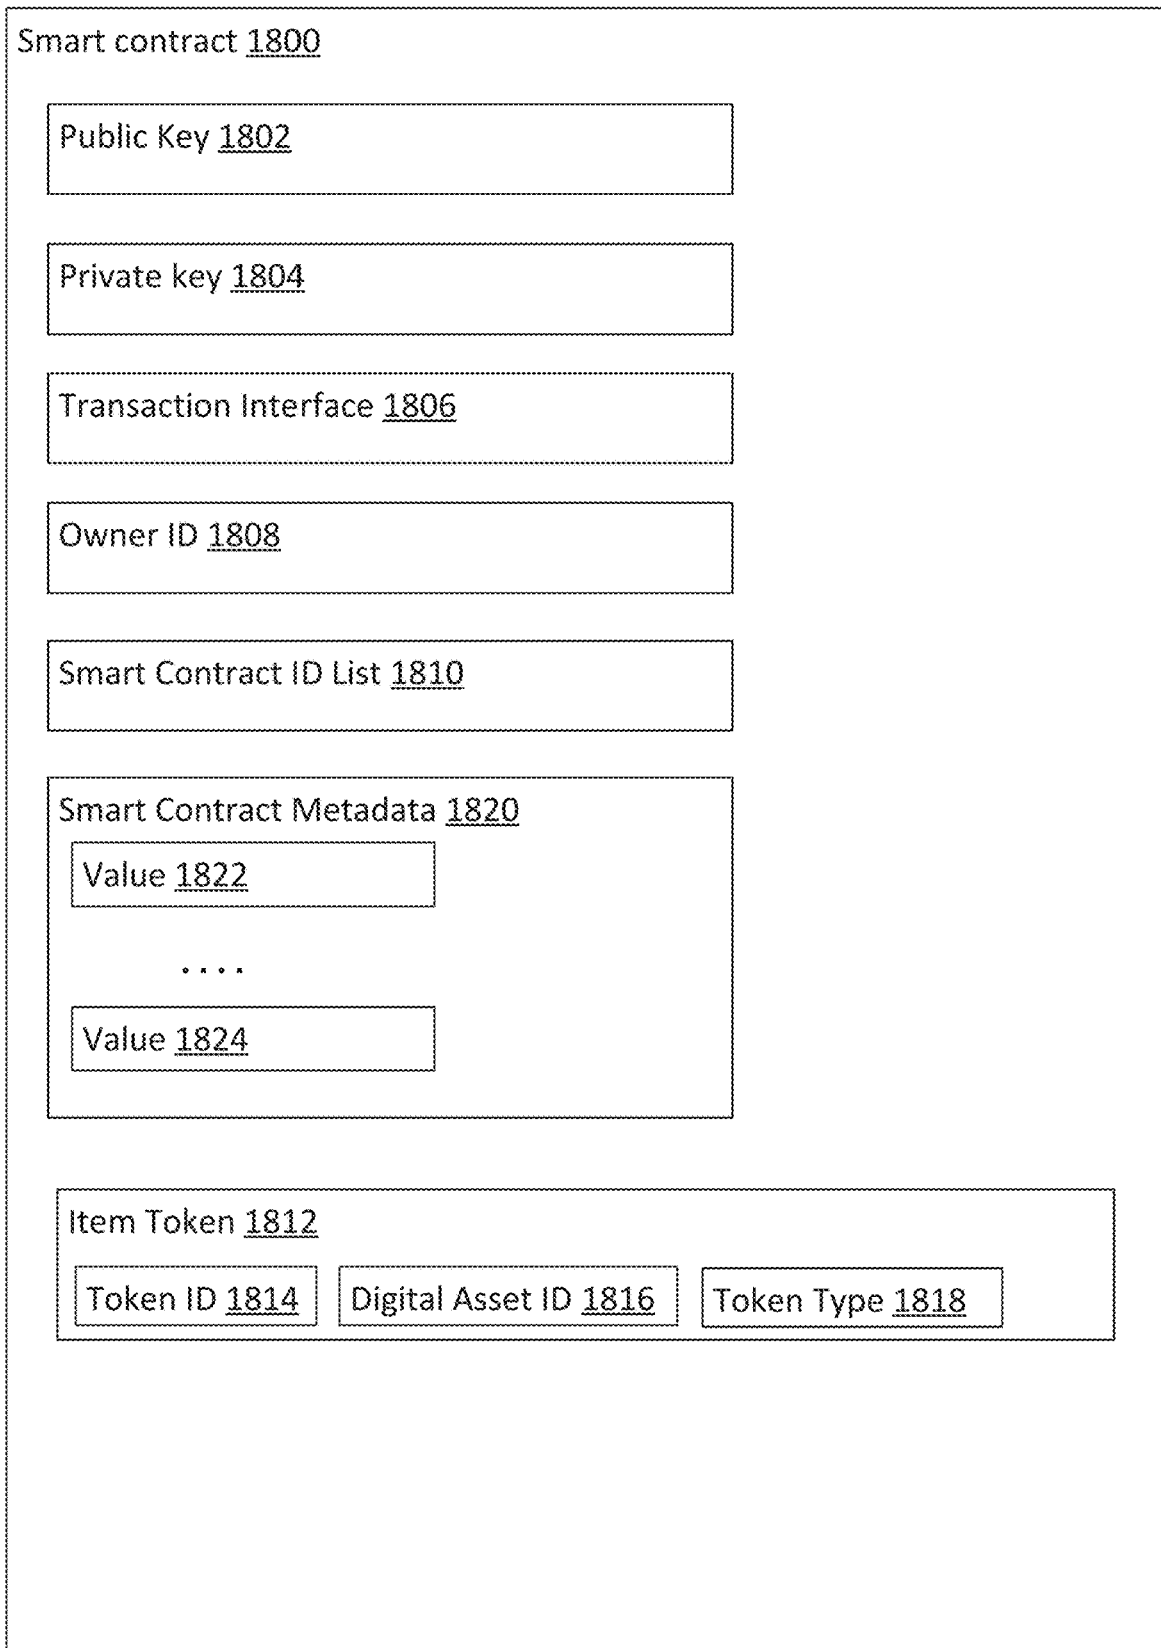 Smart contract 1800
Public Key 1802
Private key 1804
Transaction Interface 1806
Owner ID 1808
Smart Contract ID List 1810
Smart Contract Metadata 1820
Value 1822
....
Value 1824
Item Token 1812
Token ID 1814 Digital Asset ID 1816 Token Type 1818